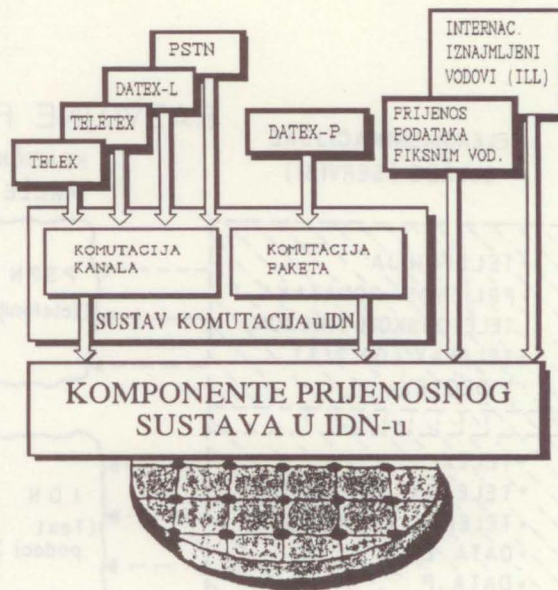 PSTN
DATEX-L
TELETEX
TELEX
DATEX-P
INTERNAC.
IZNAJMLJENI
VODOVI (ILL)
PRIJENOS
PODATAKA
FIKSNIM VOD.
KOMUTACIJA
KANALA
KOMUTACIJA
PAKETA
SUSTAV KOMUTACIJA uIDN
KOMPONENTE PRIJENOSNOG
SUSTAVA U IDN-u